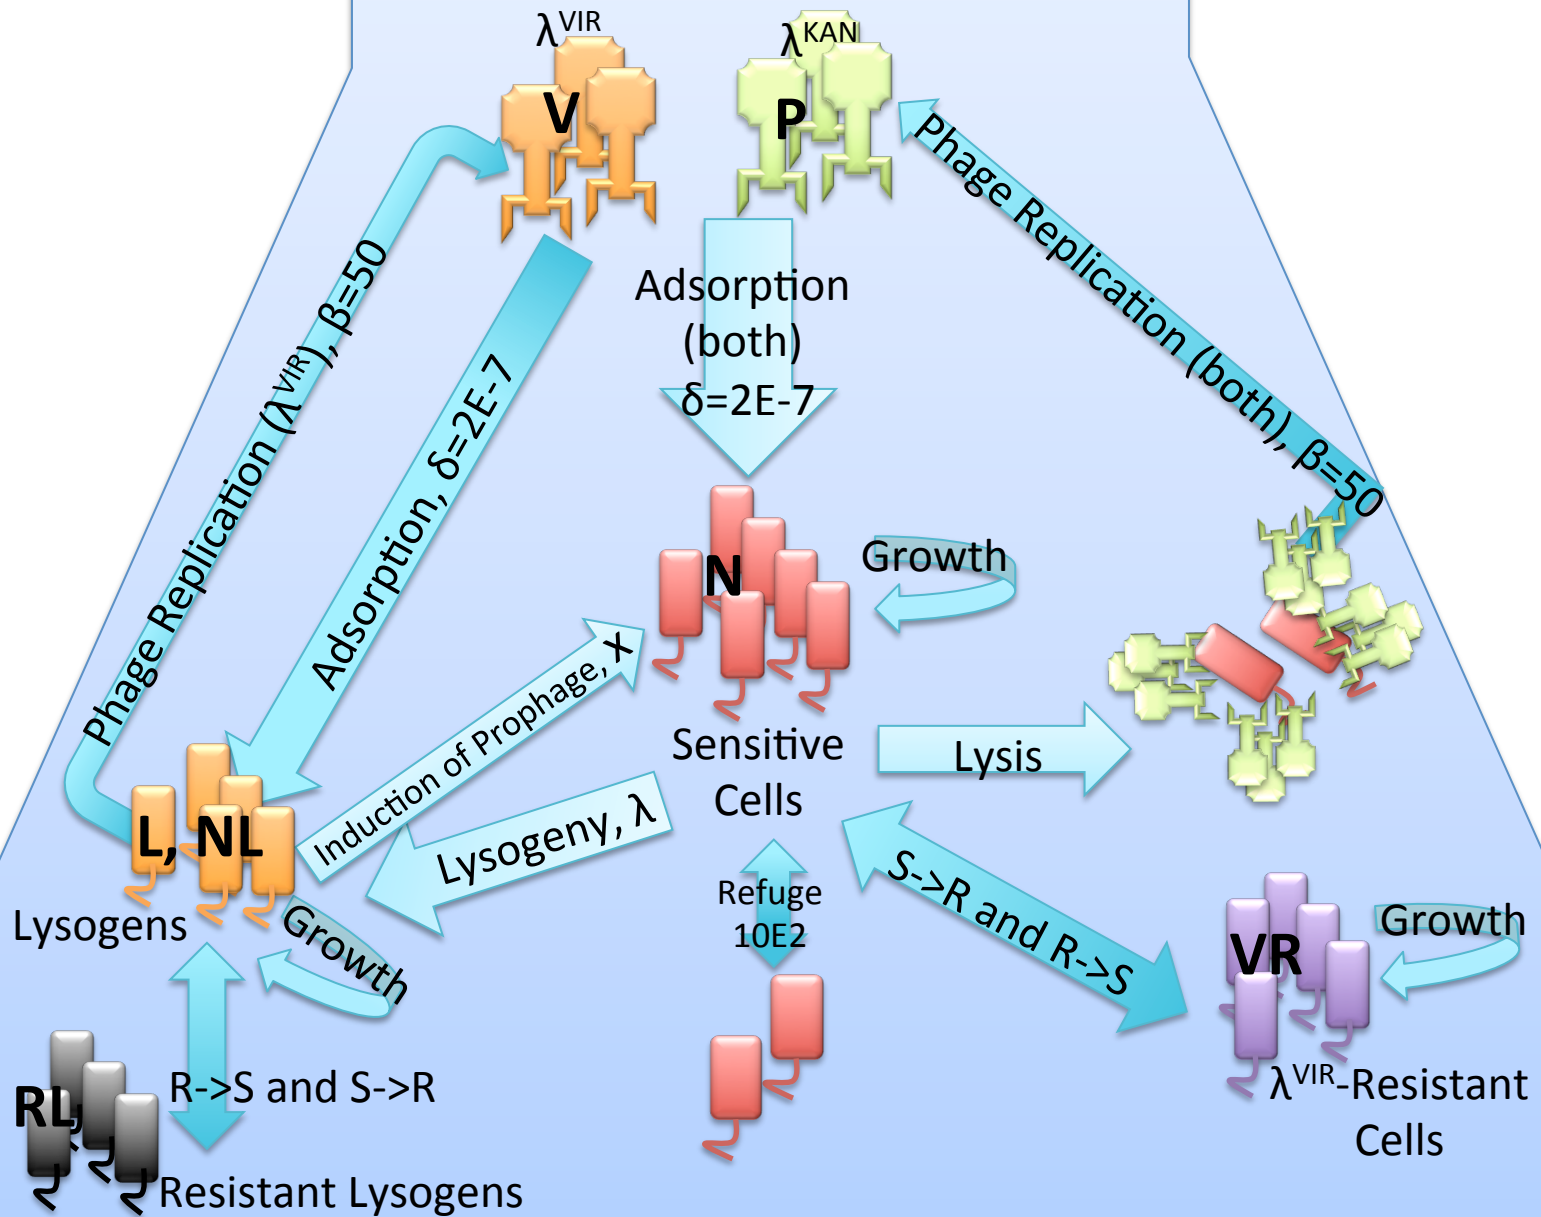 λVIR
λKAN
V
P
Phage Replication (both), β=50
Phage Replication (λVIR), β=50
Adsorption, δ=2E-7
Adsorption
(both)
δ=2E-7
N
Growth
Induction of Prophage, x
Sensitive
Cells
Lysis
Lysogeny, λ
L, NL
Lysogens
Growth
Refuge
10E2
S->R and R->S
VR
Growth
λVIR-Resistant
Cells
RL
R->S and S->R
Resistant Lysogens